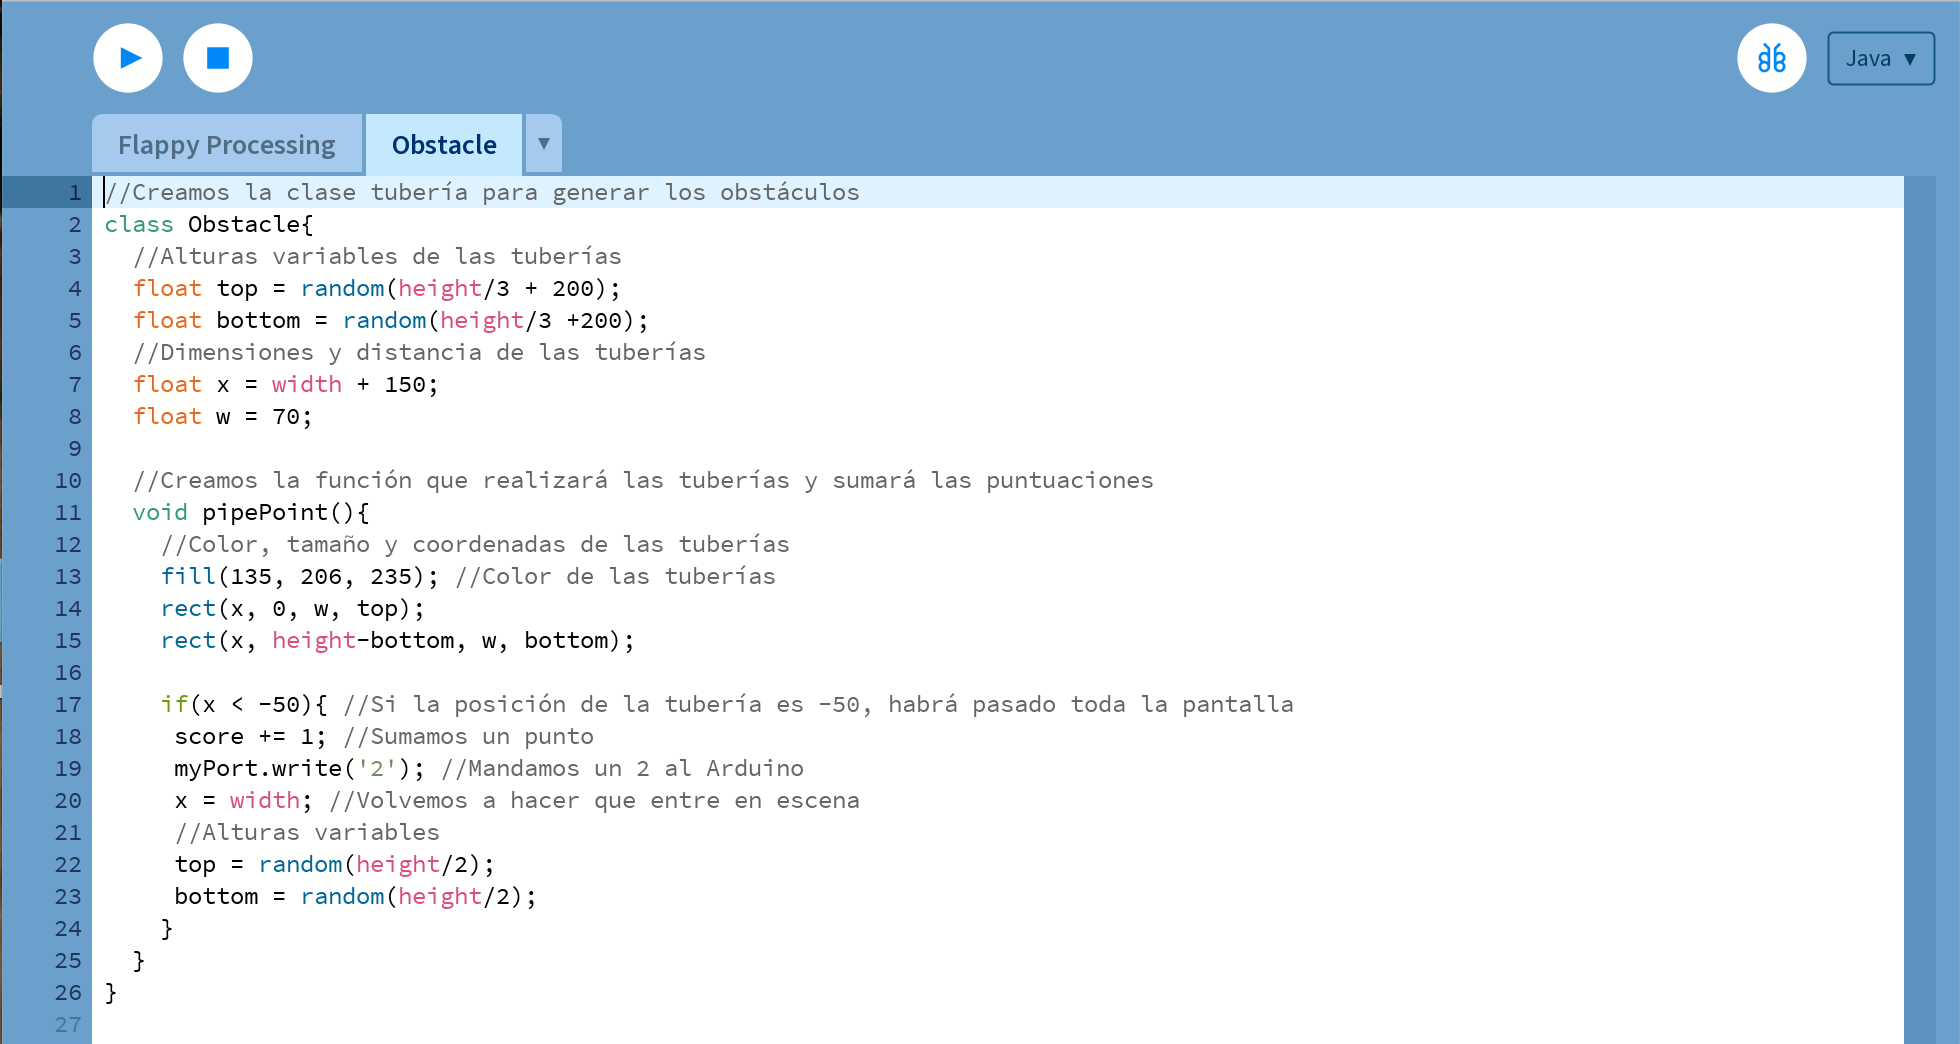 Java ▼
Flappy Processing Obstacle ▼
1 //Creamos la clase tubería para generar los obstáculos
2 class Obstacle{
3   //Alturas variables de las tuberías
4   float top = random(height/3 + 200);
5   float bottom = random(height/3 +200);
6   //Dimensiones y distancia de las tuberías
7   float x = width + 150;
8   float w = 70;
9
10   //Creamos la función que realizará las tuberías y sumará las puntuaciones
11   void pipePoint(){
12     //Color, tamaño y coordenadas de las tuberías
13     fill(135, 206, 235); //Color de las tuberías
14     rect(x, 0, w, top);
15     rect(x, height-bottom, w, bottom);
16
17     if(x < -50){ //Si la posición de la tubería es -50, habrá pasado toda la pantalla
18      score += 1; //Sumamos un punto
19      myPort.write('2'); //Mandamos un 2 al Arduino
20      x = width; //Volvemos a hacer que entre en escena
21      //Alturas variables
22      top = random(height/2);
23      bottom = random(height/2);
24     }
25   }
26 }
27